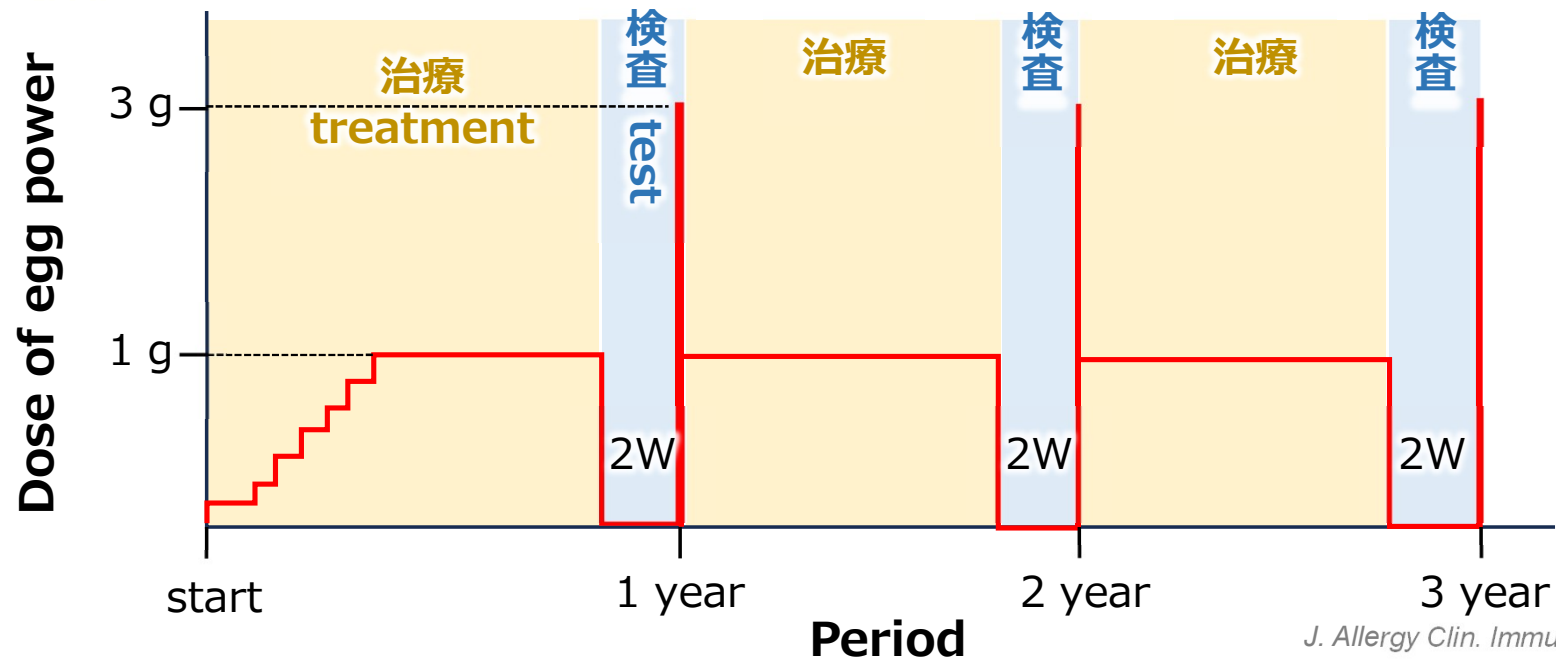 Dose of egg power
3 g
1 g
治療
treatment
検査 test
治療
検査
治療
検査
2W
2W
2W
start
1 year
2 year
3 year
Period
J. Allergy Clin.